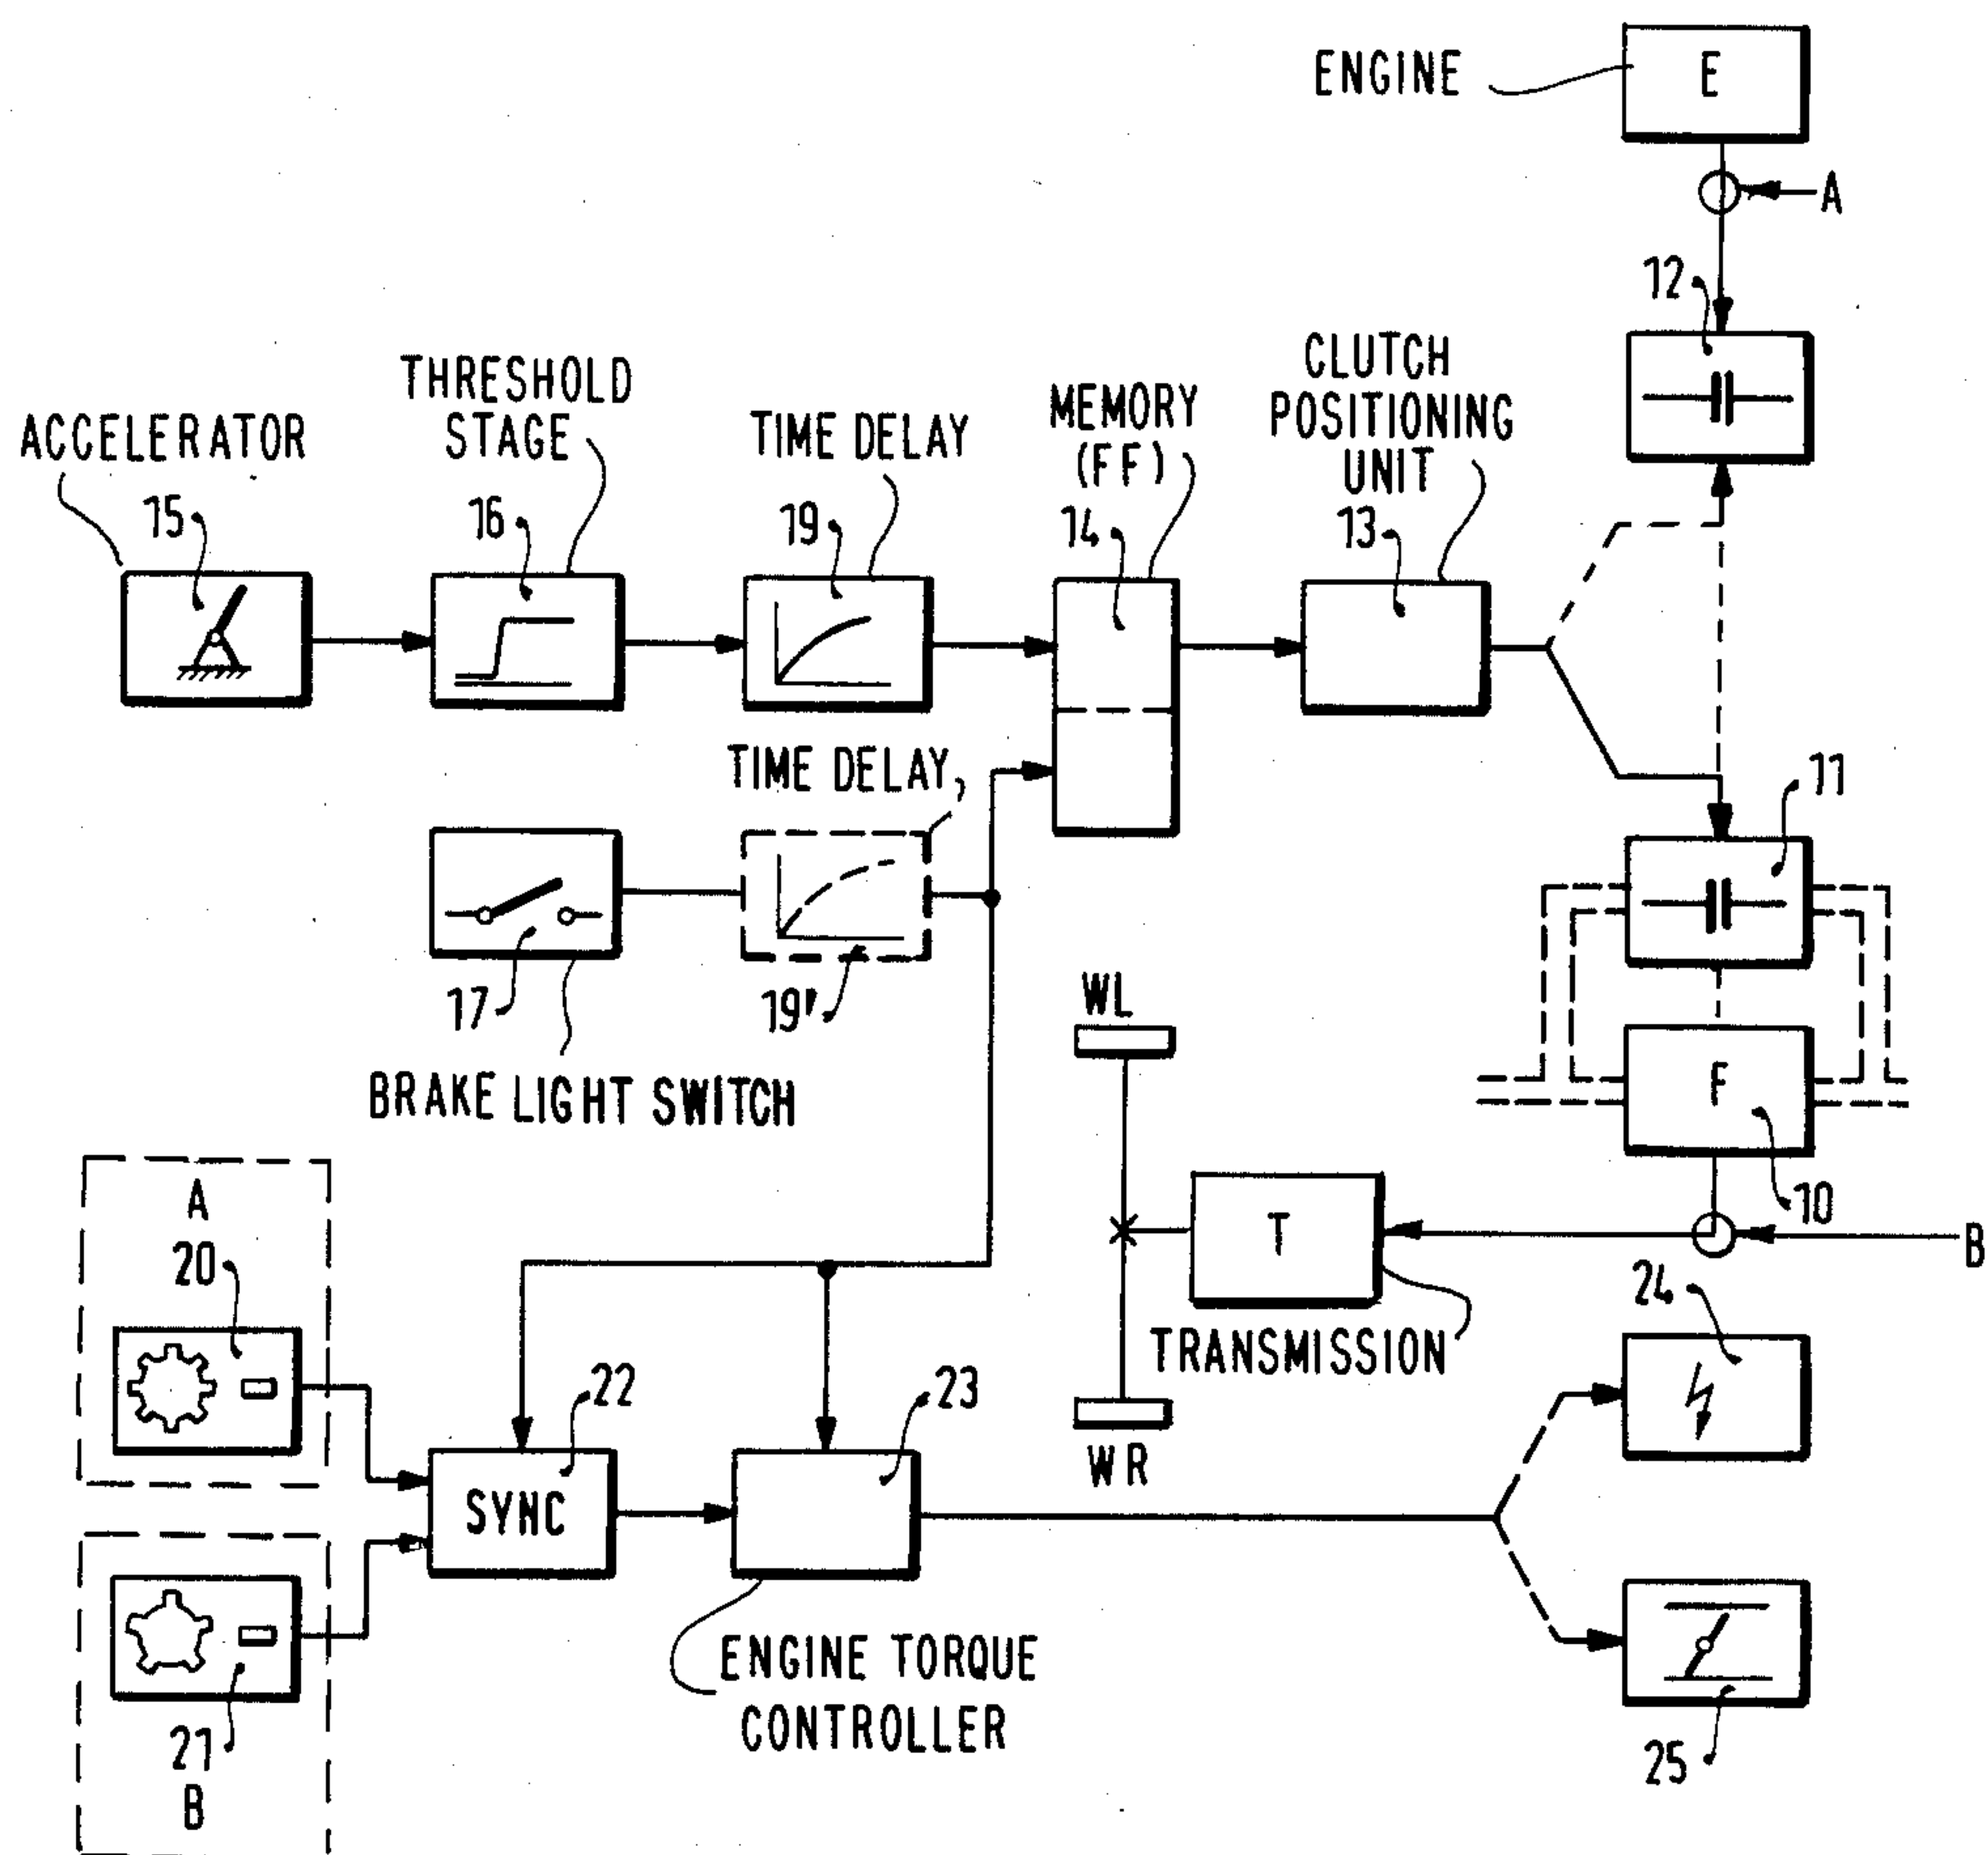 ENGINE
E
A
12
THRESHOLD
STAGE
ACCELERATOR
TIME DELAY
MEMORY
(FF)
CLUTCH
POSITIONING
UNIT
15
16
19
14
13
TIME DELAY
11
17
19'
BRAKE LIGHT SWITCH
WL
F
10
B
T
TRANSMISSION
WR
A
20
22
23
24
SYNC
ENGINE TORQUE
CONTROLLER
21
B
25